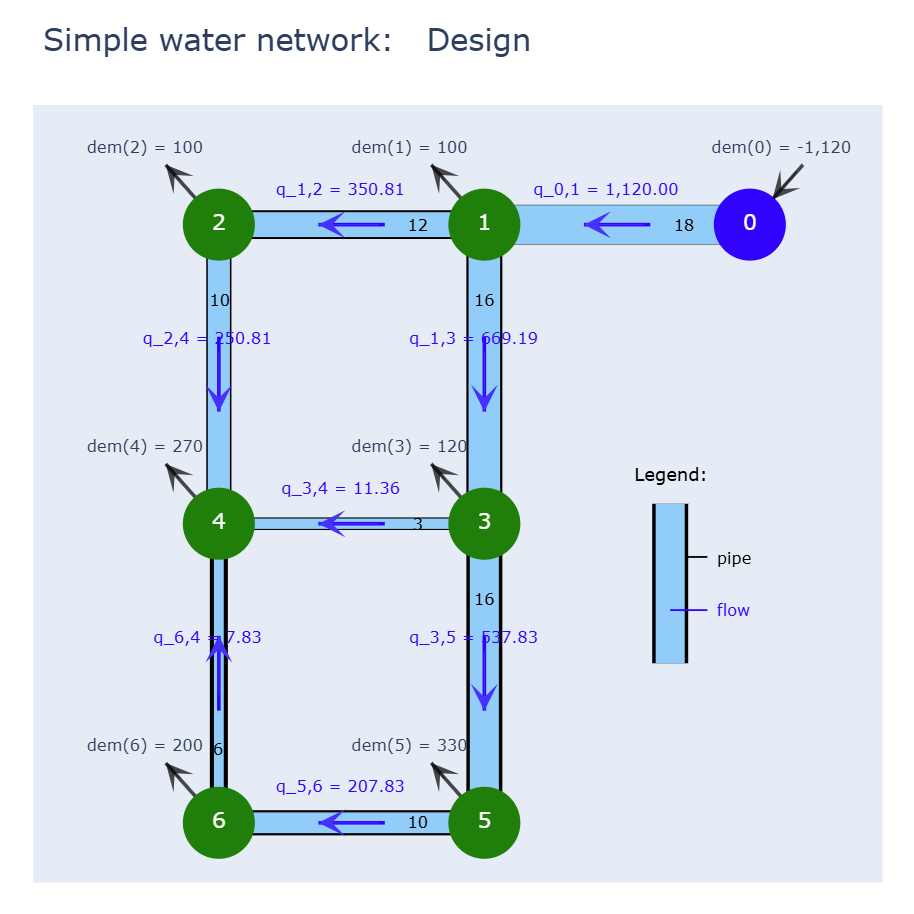 Simple water network:   Design
dem(2) = 100
dem(1) = 100
dem(0) = -1,120
q_1,2 = 350.81
q_0,1 = 1,120.00
2
12
1
18
0
10
16
q_2,4 = 250.81
q_1,3 = 669.19
dem(4) = 270
dem(3) = 120
Legend:
q_3,4 = 11.36
4
3
3
pipe
16
flow
q_6,4 = 7.83
q_3,5 = 537.83
dem(6) = 200
6
dem(5) = 330
q_5,6 = 207.83
6
10
5